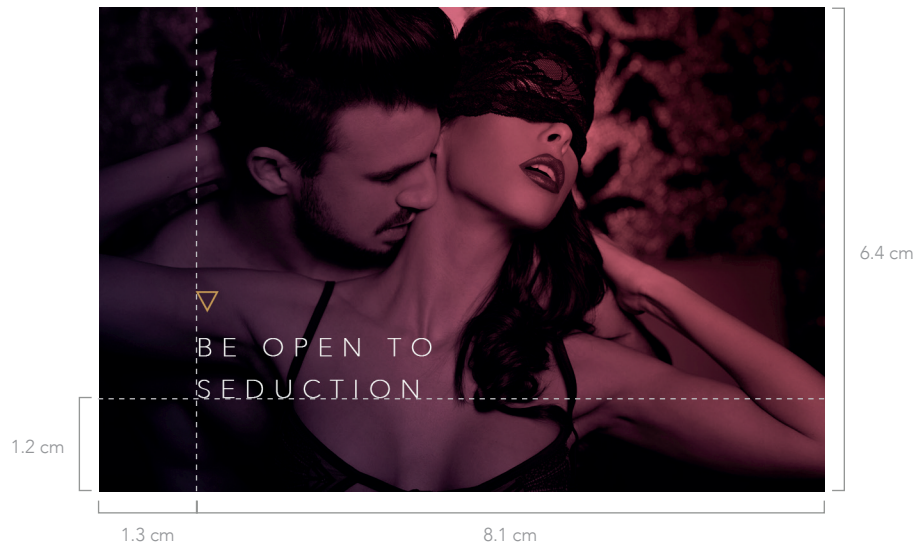 6.4 cm
BE OPEN TO
SEDUCTION
1.2 cm
1.3 cm
8.1 cm